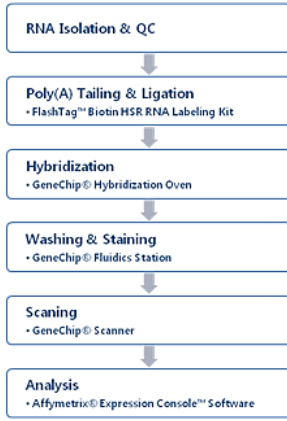 RNA Isolation & QC
Poly(A) Tailing & Ligation
• FlashTag™ Biotin HSR RNA Labeling Kit
Hybridization
• GeneChip® Hybridization Oven
Washing & Staining
• GeneChip® Fluidics Station
Scaning
• GeneChip® Scanner
Analysis
• Affymetrix® Expression Console™ Software